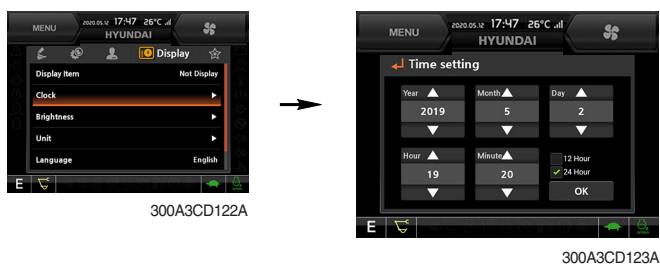 MENU
2020.05.12 17:47 26°C
HYUNDAI
Display
Display Item Not Display
Clock
Brightness
Unit
Language English
E
300A3CD122A
MENU
2020.05.12 17:47 26°C
HYUNDAI
Time setting
Year Month Day
2019 5 2
Hour Minute
12 Hour
24 Hour
19 20
OK
E
300A3CD123A